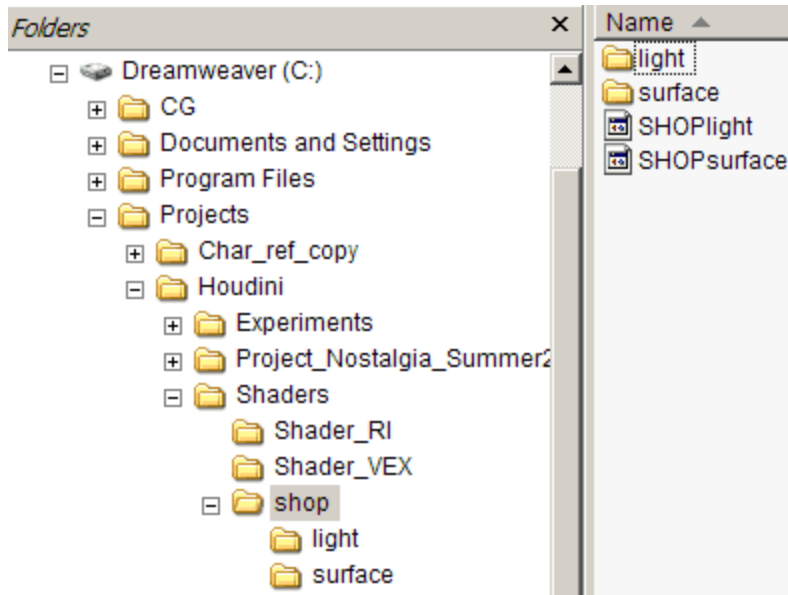 Folders
Dreamweaver (C:)
CG
Documents and Settings
Program Files
Projects
Char_ref_copy
Houdini
Experiments
Project_Nostalgia_Summer2
Shaders
Shader_RI
Shader_VEX
shop
light
surface
Name
light
surface
SHOPlight
SHOPsurface